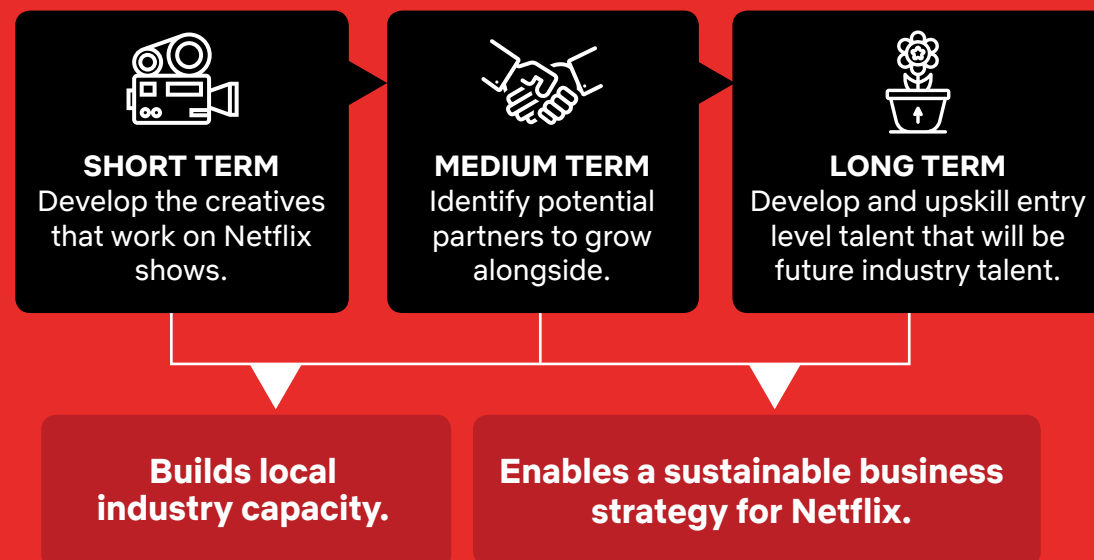 SHORT TERM
Develop the creatives
that work on Netflix
shows.
MEDIUM TERM
Identify potential
partners to grow
alongside.
LONG TERM
Develop and upskill entry
level talent that will be
future industry talent.
Builds local
industry capacity.
Enables a sustainable business
strategy for Netflix.